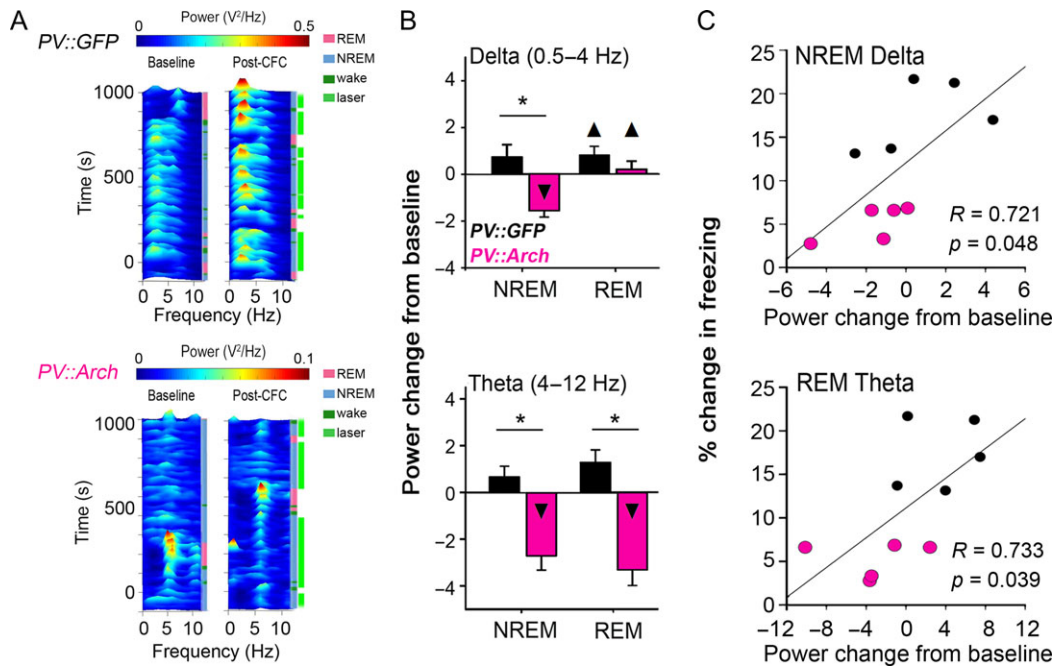 A
Power (V²/Hz)
0 0.5
PV::GFP
Baseline Post-CFC
REM
NREM
wake
laser
1000
500
0
Time (s)
0 5 10 0 5 10
Frequency (Hz)
Power (V²/Hz)
0 0.1
PV::Arch
Baseline Post-CFC
REM
NREM
wake
laser
1000
500
0
Time (s)
0 5 10 0 5 10
Frequency (Hz)
B
Power change from baseline
Delta (0.5–4 Hz)
4
2
0
−2
−4
*
PV::GFP
PV::Arch
NREM REM
Theta (4–12 Hz)
4
2
0
−2
−4
* *
NREM REM
C
% change in freezing
NREM Delta
25
20
15
10
5
0
R = 0.721
p = 0.048
−6 −4 −2 0 2 4 6
Power change from baseline
REM Theta
25
20
15
10
5
0
R = 0.733
p = 0.039
−12 −8 −4 0 4 8 12
Power change from baseline